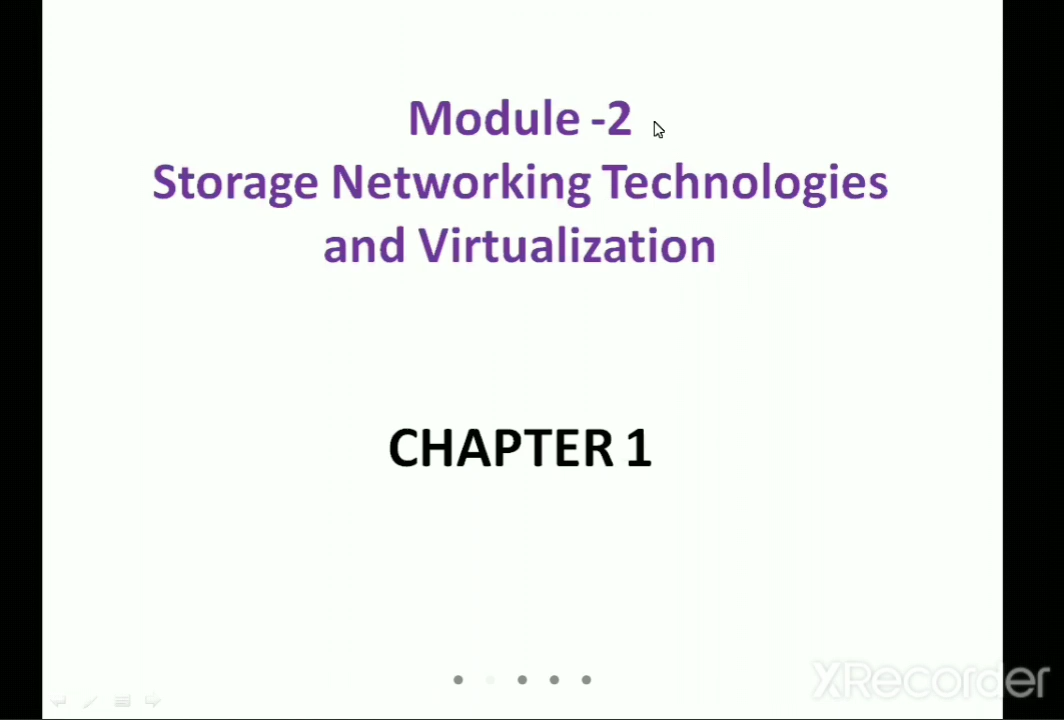 Module -2
Storage Networking Technologies
and Virtualization
CHAPTER 1
XRecorder